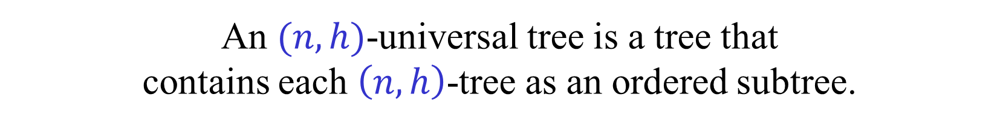 An (n, h)-universal tree is a tree that
contains each (n, h)-tree as an ordered subtree.